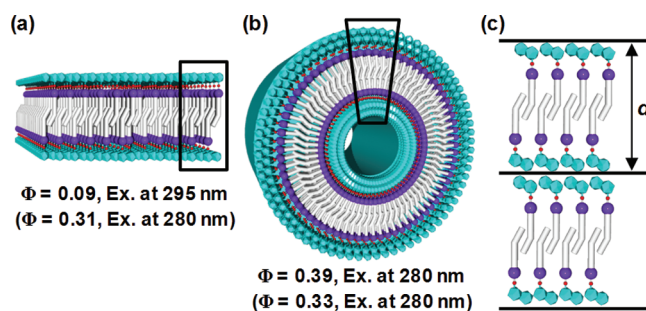 (a)
(b)
(c)
d
Φ = 0.09, Ex. at 295 nm
(Φ = 0.31, Ex. at 280 nm)
Φ = 0.39, Ex. at 280 nm
(Φ = 0.33, Ex. at 280 nm)